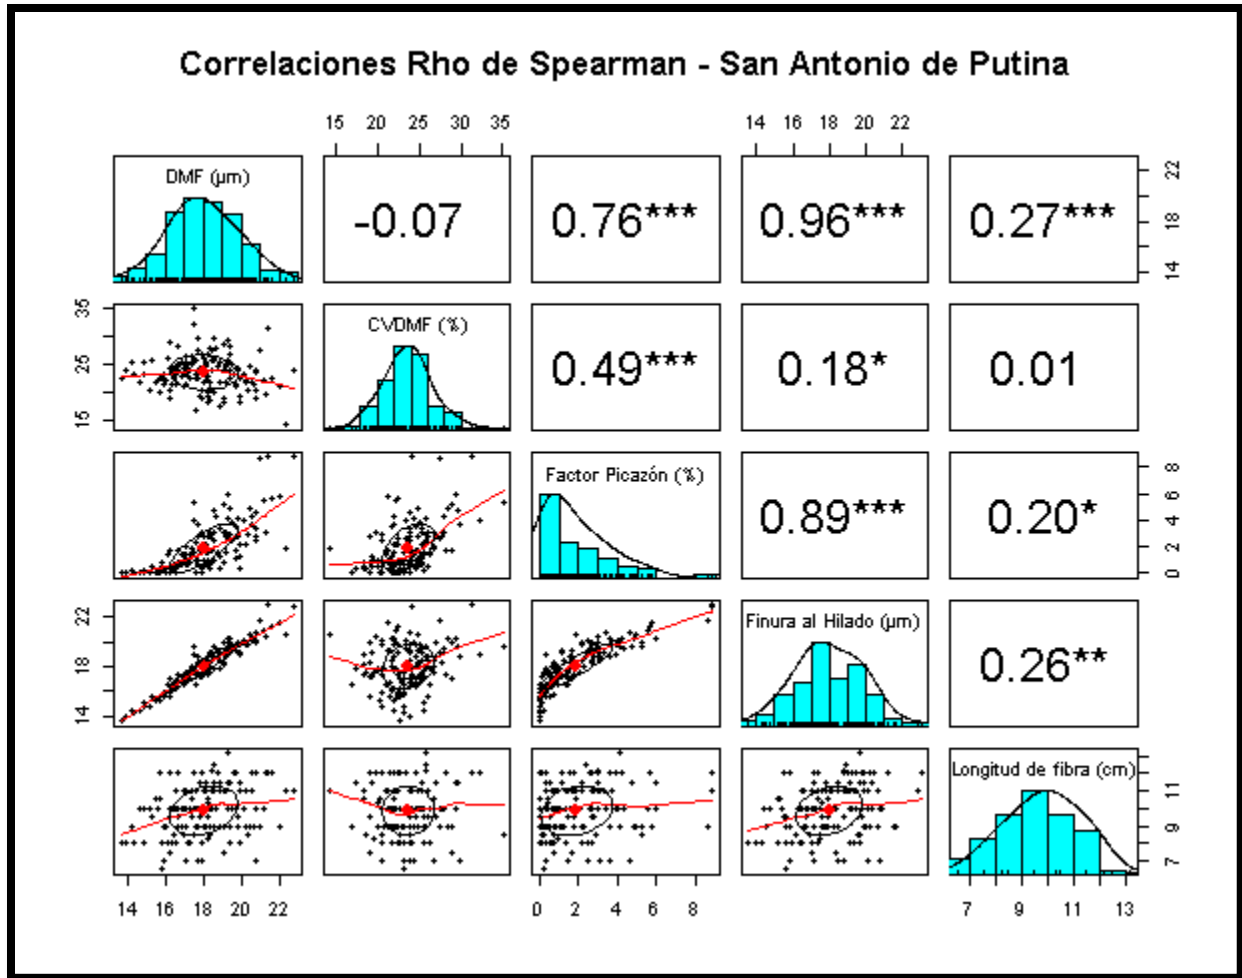 Correlaciones Rho de Spearman - San Antonio de Putina
15 20 25 30 35
14 16 18 20 22
DMF (µm)
-0.07
0.76***
0.96***
0.27***
14 18 22
15 25 35
CVDMF (%)
0.49***
0.18*
0.01
Factor Picazón (%)
0.89***
0.20*
0 2 4 6 8
14 18 22
Finura al Hilado (µm)
0.26**
Longitud de fibra (cm)
7 9 11
14 16 18 20 22
0 2 4 6 8
7 9 11 13